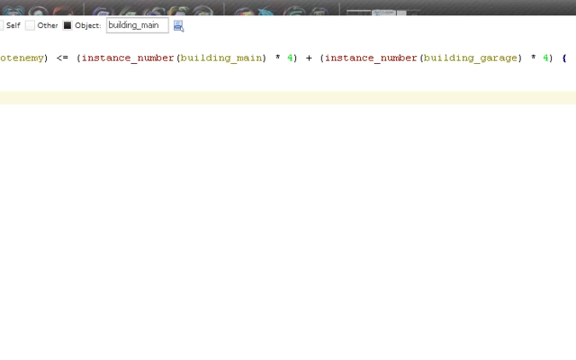 Self Other Object: building_main
otenemy) <= (instance_number(building_main) * 4) + (instance_number(building_garage) * 4) {